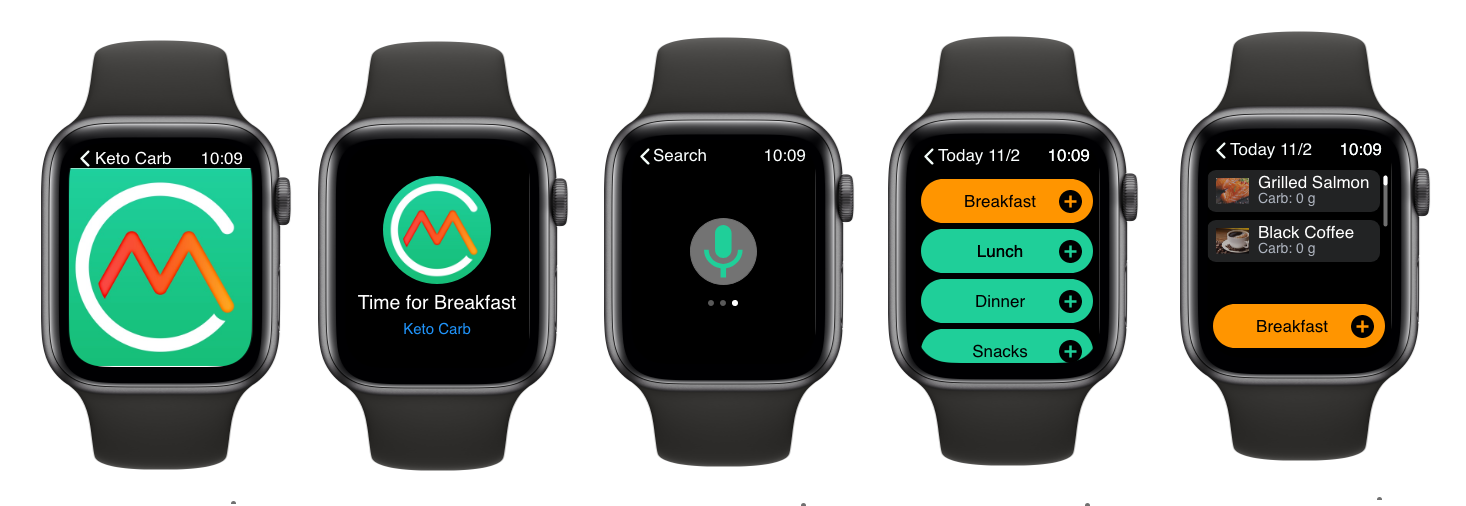 Keto Carb 10:09
Time for Breakfast
Keto Carb
Search 10:09
Today 11/2 10:09
Breakfast
Lunch
Dinner
Snacks
Today 11/2 10:09
Grilled Salmon
Carb: 0 g
Black Coffee
Carb: 0 g
Breakfast